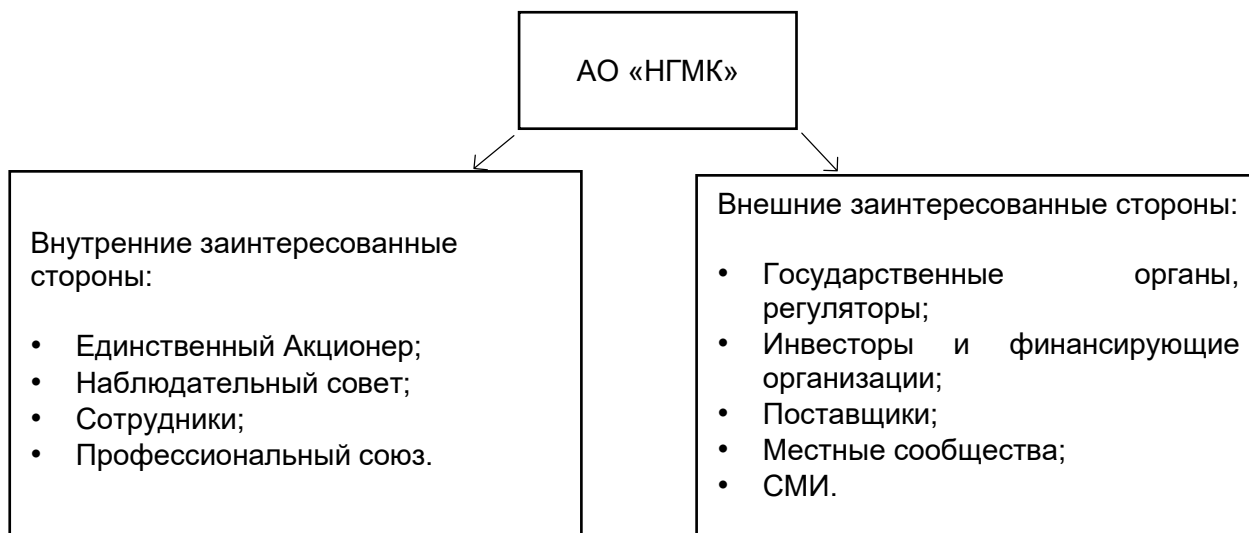 АО «НГМК»
Внутренние заинтересованные
стороны:
• Единственный Акционер;
• Наблюдательный совет;
• Сотрудники;
• Профессиональный союз.
Внешние заинтересованные стороны:
• Государственные органы,
регуляторы;
• Инвесторы и финансирующие
организации;
• Поставщики;
• Местные сообщества;
• СМИ.